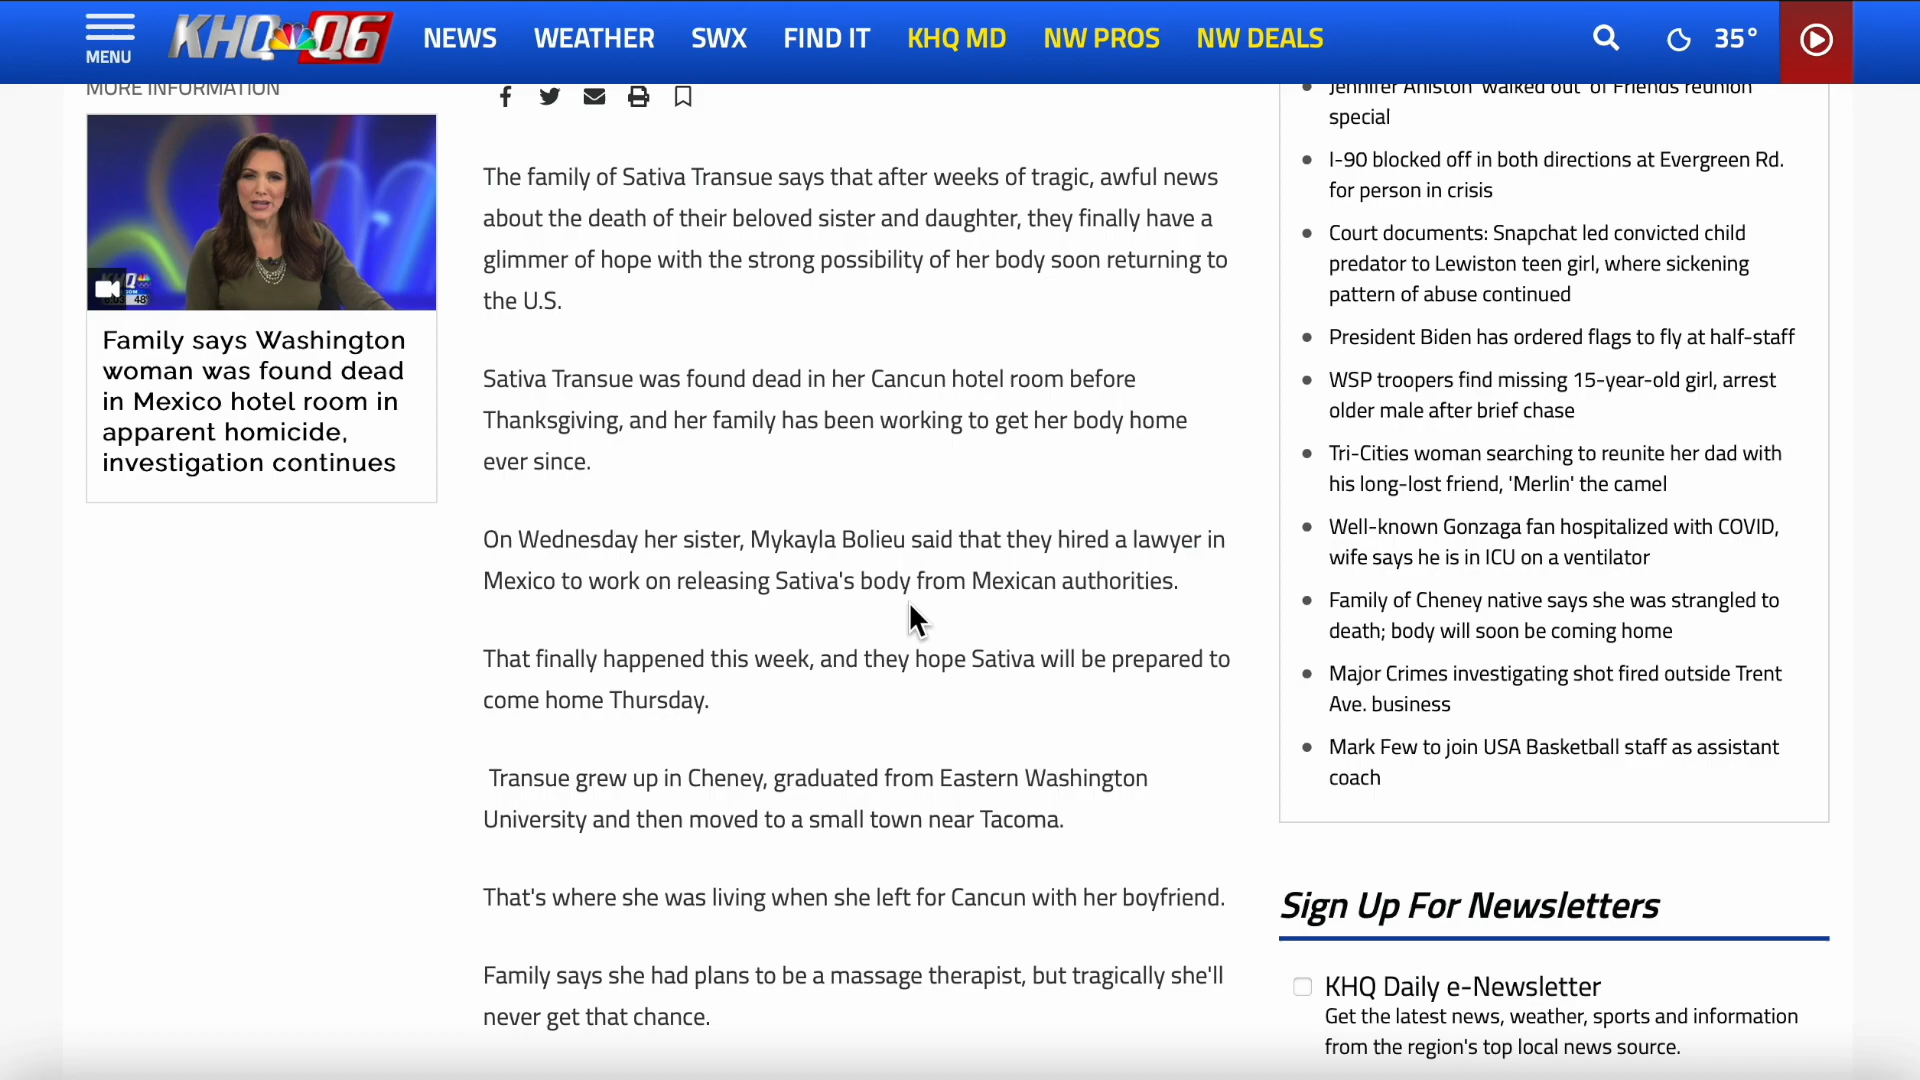 MENU
KHQ Q6
NEWS
WEATHER
SWX
FIND IT
KHQ MD
NW PROS
NW DEALS
35°
MORE INFORMATION
48°
Family says Washington
woman was found dead
in Mexico hotel room in
apparent homicide,
investigation continues
The family of Sativa Transue says that after weeks of tragic, awful news
about the death of their beloved sister and daughter, they finally have a
glimmer of hope with the strong possibility of her body soon returning to
the U.S.
Sativa Transue was found dead in her Cancun hotel room before
Thanksgiving, and her family has been working to get her body home
ever since.
On Wednesday her sister, Mykayla Bolieu said that they hired a lawyer in
Mexico to work on releasing Sativa's body from Mexican authorities.
That finally happened this week, and they hope Sativa will be prepared to
come home Thursday.
Transue grew up in Cheney, graduated from Eastern Washington
University and then moved to a small town near Tacoma.
That's where she was living when she left for Cancun with her boyfriend.
Family says she had plans to be a massage therapist, but tragically she'll
never get that chance.
Jennifer Aniston 'walked out' of Friends reunion
special
I-90 blocked off in both directions at Evergreen Rd.
for person in crisis
Court documents: Snapchat led convicted child
predator to Lewiston teen girl, where sickening
pattern of abuse continued
President Biden has ordered flags to fly at half-staff
WSP troopers find missing 15-year-old girl, arrest
older male after brief chase
Tri-Cities woman searching to reunite her dad with
his long-lost friend, 'Merlin' the camel
Well-known Gonzaga fan hospitalized with COVID,
wife says he is in ICU on a ventilator
Family of Cheney native says she was strangled to
death; body will soon be coming home
Major Crimes investigating shot fired outside Trent
Ave. business
Mark Few to join USA Basketball staff as assistant
coach
Sign Up For Newsletters
KHQ Daily e-Newsletter
Get the latest news, weather, sports and information
from the region's top local news source.